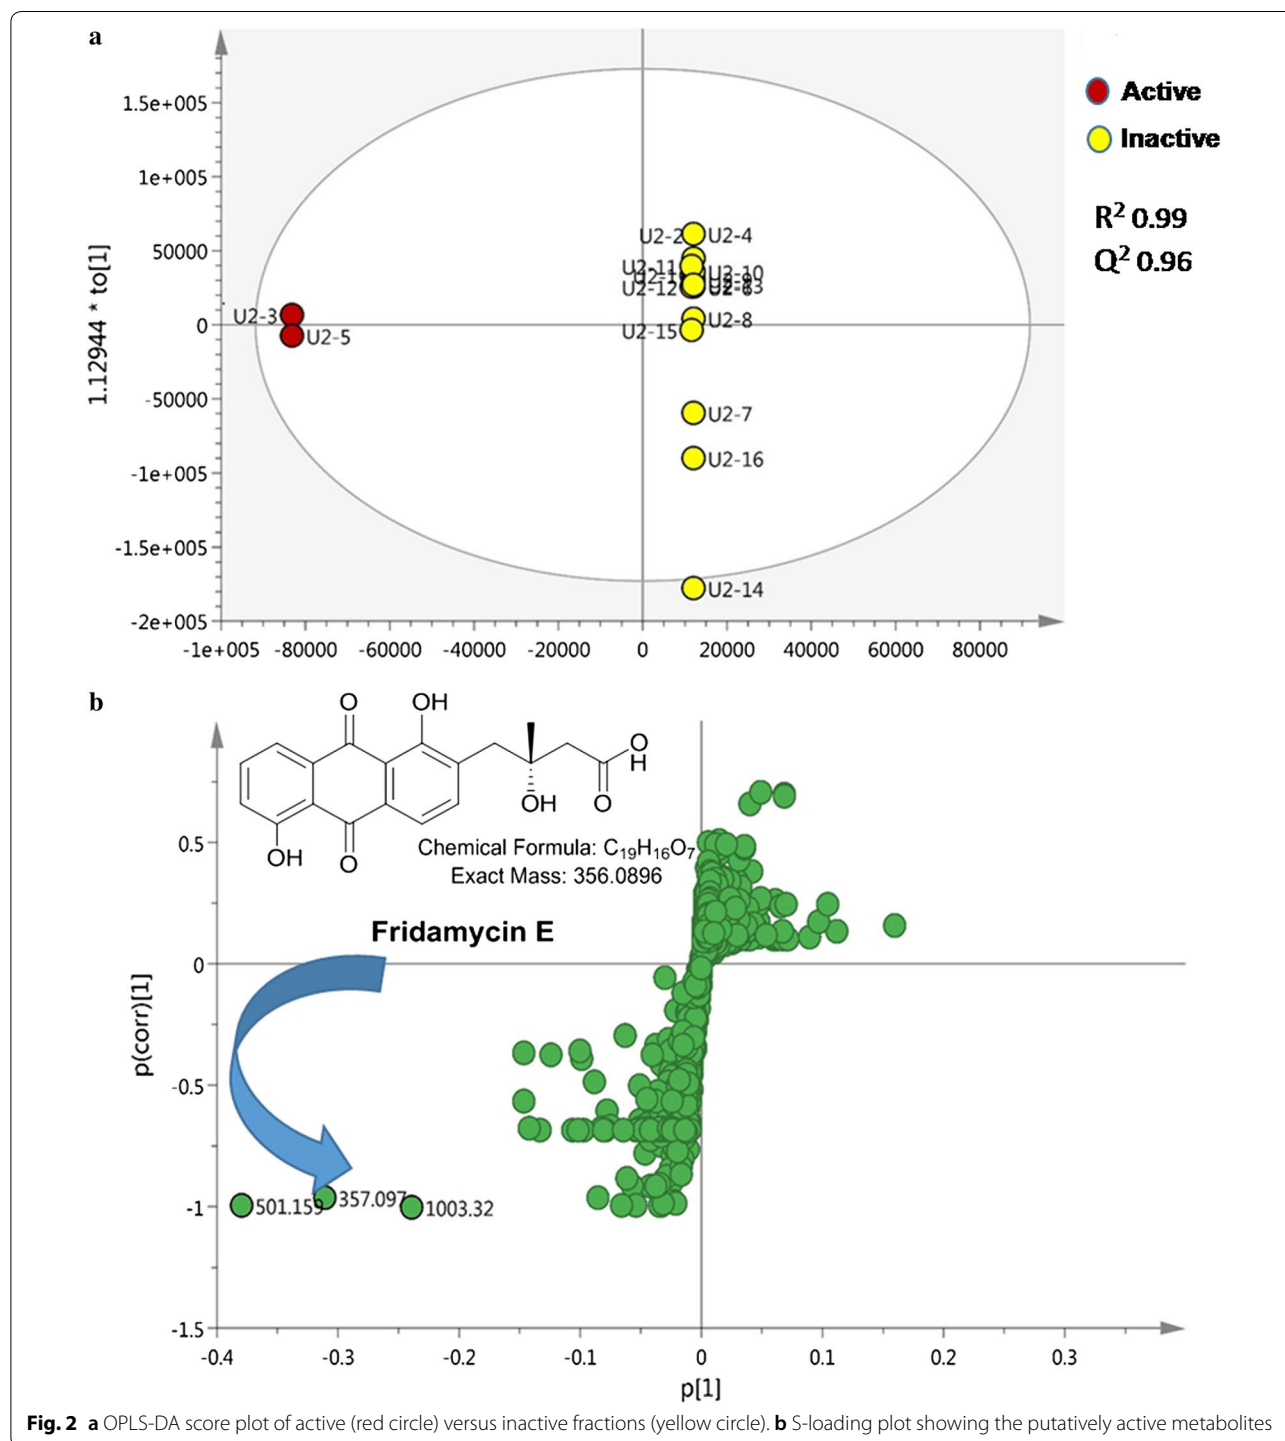 a
Active
Inactive
R² 0.99
Q² 0.96
1.12944 * to[1]
1.5e+005
1e+005
50000
0
-50000
-1e+005
-1.5e+005
-2e+005
U2-2 U2-4
U2-11
U2-10
U2-12
U2-8
U2-15
U2-3
U2-5
U2-7
U2-16
U2-14
-1e+005 -80000 -60000 -40000 -20000 0 20000 40000 60000 80000
b
O OH
O
H
OH O
OH O
Chemical Formula: C₁₉H₁₆O₇
Exact Mass: 356.0896
Fridamycin E
p(corr)[1]
0.5
0
-0.5
-1
-1.5
501.159 357.097 1003.32
-0.4 -0.3 -0.2 -0.1 0 0.1 0.2 0.3
p[1]
Fig. 2 a OPLS-DA score plot of active (red circle) versus inactive fractions (yellow circle). b S-loading plot showing the putatively active metabolites